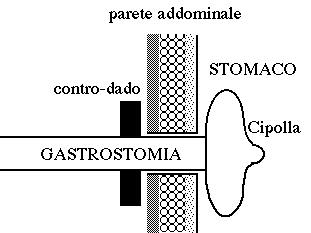 parete addominale
STOMACO
contro-dado
Cipolla
GASTROSTOMIA